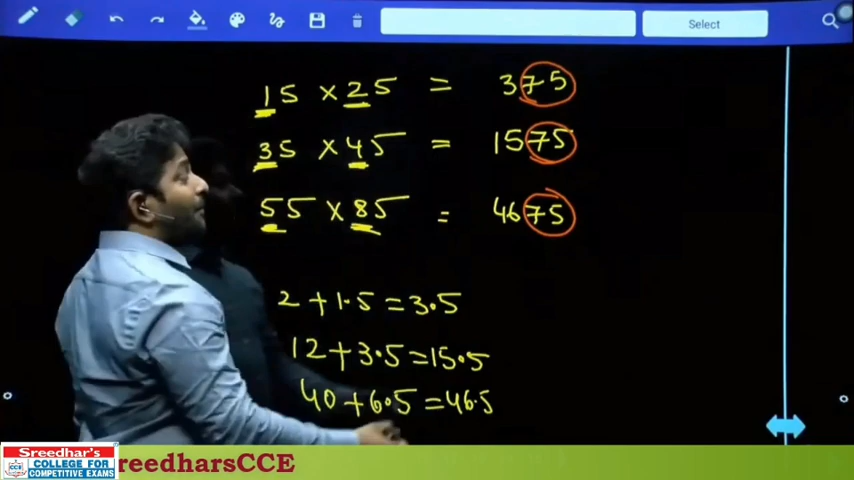 Select
15 × 25 = 375
35 × 45 = 1575
55 × 85 = 4675
2 + 1.5 = 3.5
12 + 3.5 = 15.5
40 + 6.5 = 46.5
Sreedhar's
CCE
COLLEGE FOR
COMPETITIVE EXAMS
reedharsCCE